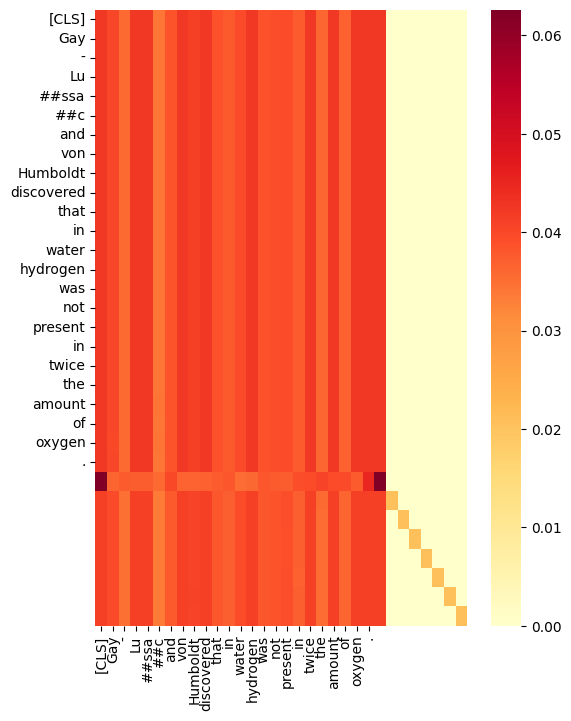 [CLS]
Gay
-
Lu
##ssa
##c
and
von
Humboldt
discovered
that
in
water
hydrogen
was
not
present
in
twice
the
amount
of
oxygen
.
[CLS]
Gay
-
Lu
##ssa
##c
and
von
Humboldt
discovered
that
in
water
hydrogen
was
not
present
in
twice
the
amount
of
oxygen
.
0.06
0.05
0.04
0.03
0.02
0.01
0.00